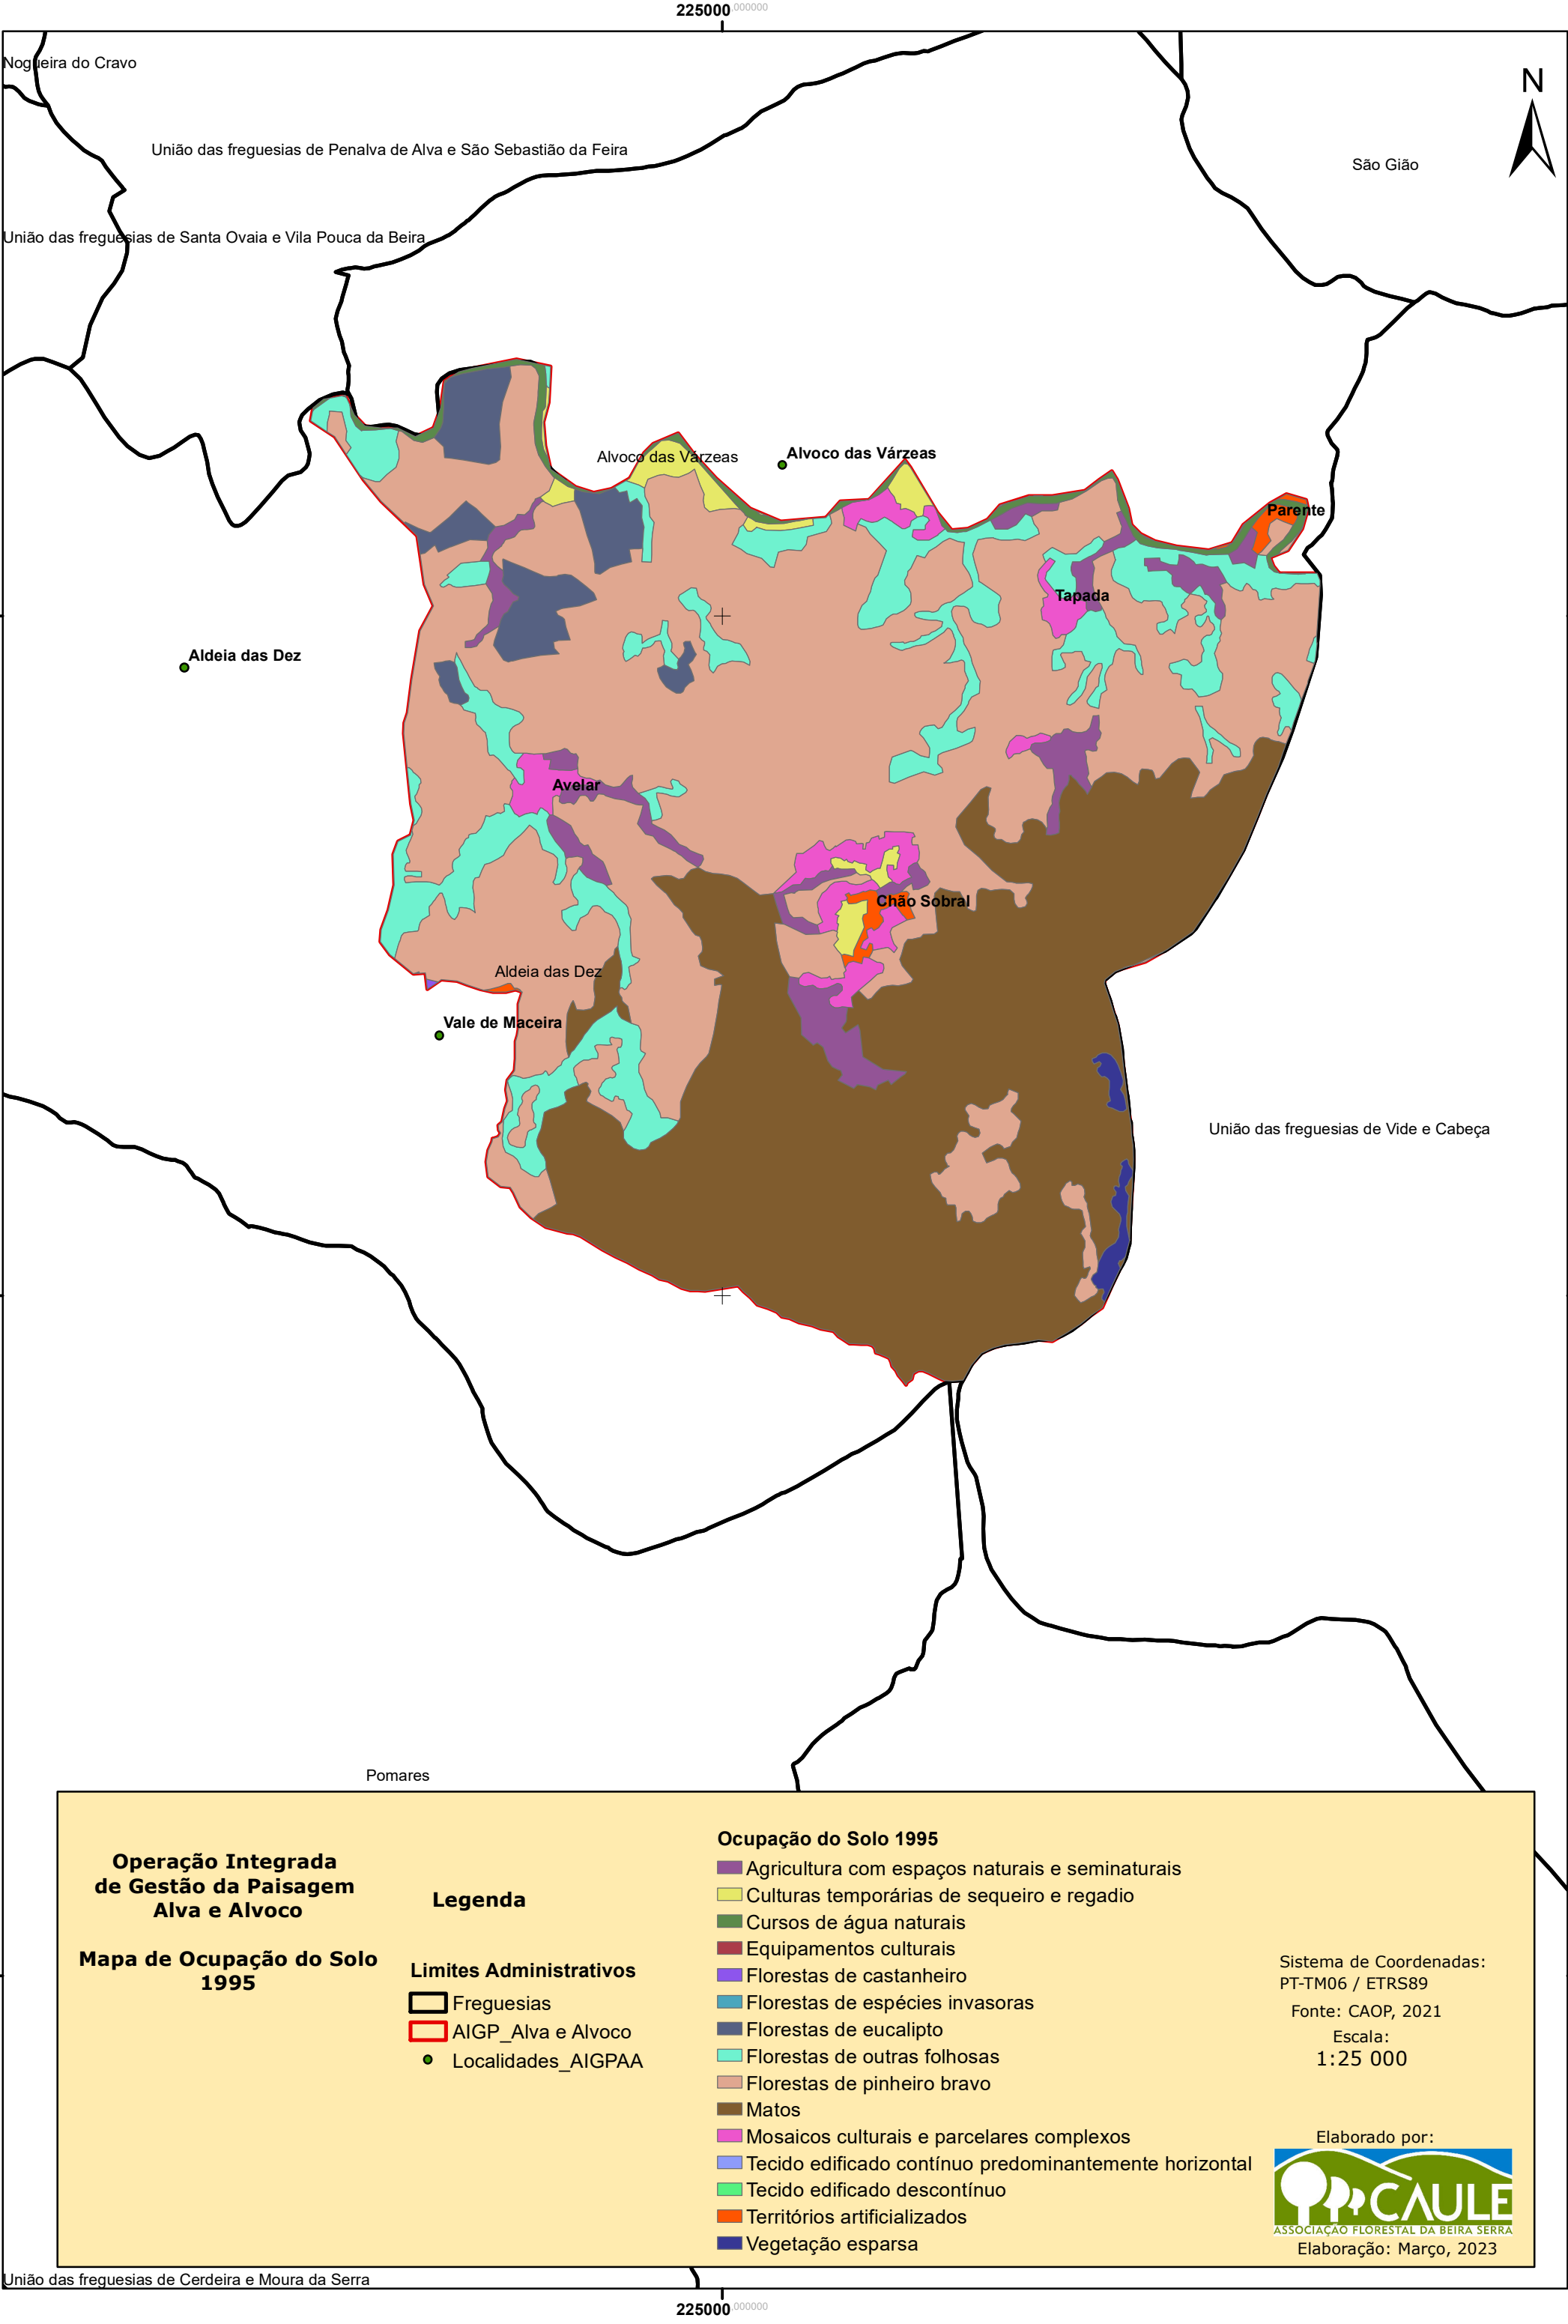 225000.000000
N
Nogueira do Cravo
União das freguesias de Penalva de Alva e São Sebastião da Feira
São Gião
União das freguesias de Santa Ovaia e Vila Pouca da Beira
Alvoco das Várzeas
Alvoco das Várzeas
Parente
Tapada
Aldeia das Dez
Avelar
Chão Sobral
Aldeia das Dez
Vale de Maceira
União das freguesias de Vide e Cabeça
Pomares
Operação Integrada
de Gestão da Paisagem
Alva e Alvoco
Mapa de Ocupação do Solo
1995
Legenda
Limites Administrativos
Freguesias
AIGP_Alva e Alvoco
Localidades_AIGPAA
Ocupação do Solo 1995
Agricultura com espaços naturais e seminaturais
Culturas temporárias de sequeiro e regadio
Cursos de água naturais
Equipamentos culturais
Florestas de castanheiro
Florestas de espécies invasoras
Florestas de eucalipto
Florestas de outras folhosas
Florestas de pinheiro bravo
Matos
Mosaicos culturais e parcelares complexos
Tecido edificado contínuo predominantemente horizontal
Tecido edificado descontínuo
Territórios artificializados
Vegetação esparsa
Sistema de Coordenadas:
PT-TM06 / ETRS89
Fonte: CAOP, 2021
Escala:
1:25 000
Elaborado por:
CAULE
ASSOCIAÇÃO FLORESTAL DA BEIRA SERRA
Elaboração: Março, 2023
União das freguesias de Cerdeira e Moura da Serra
225000.000000